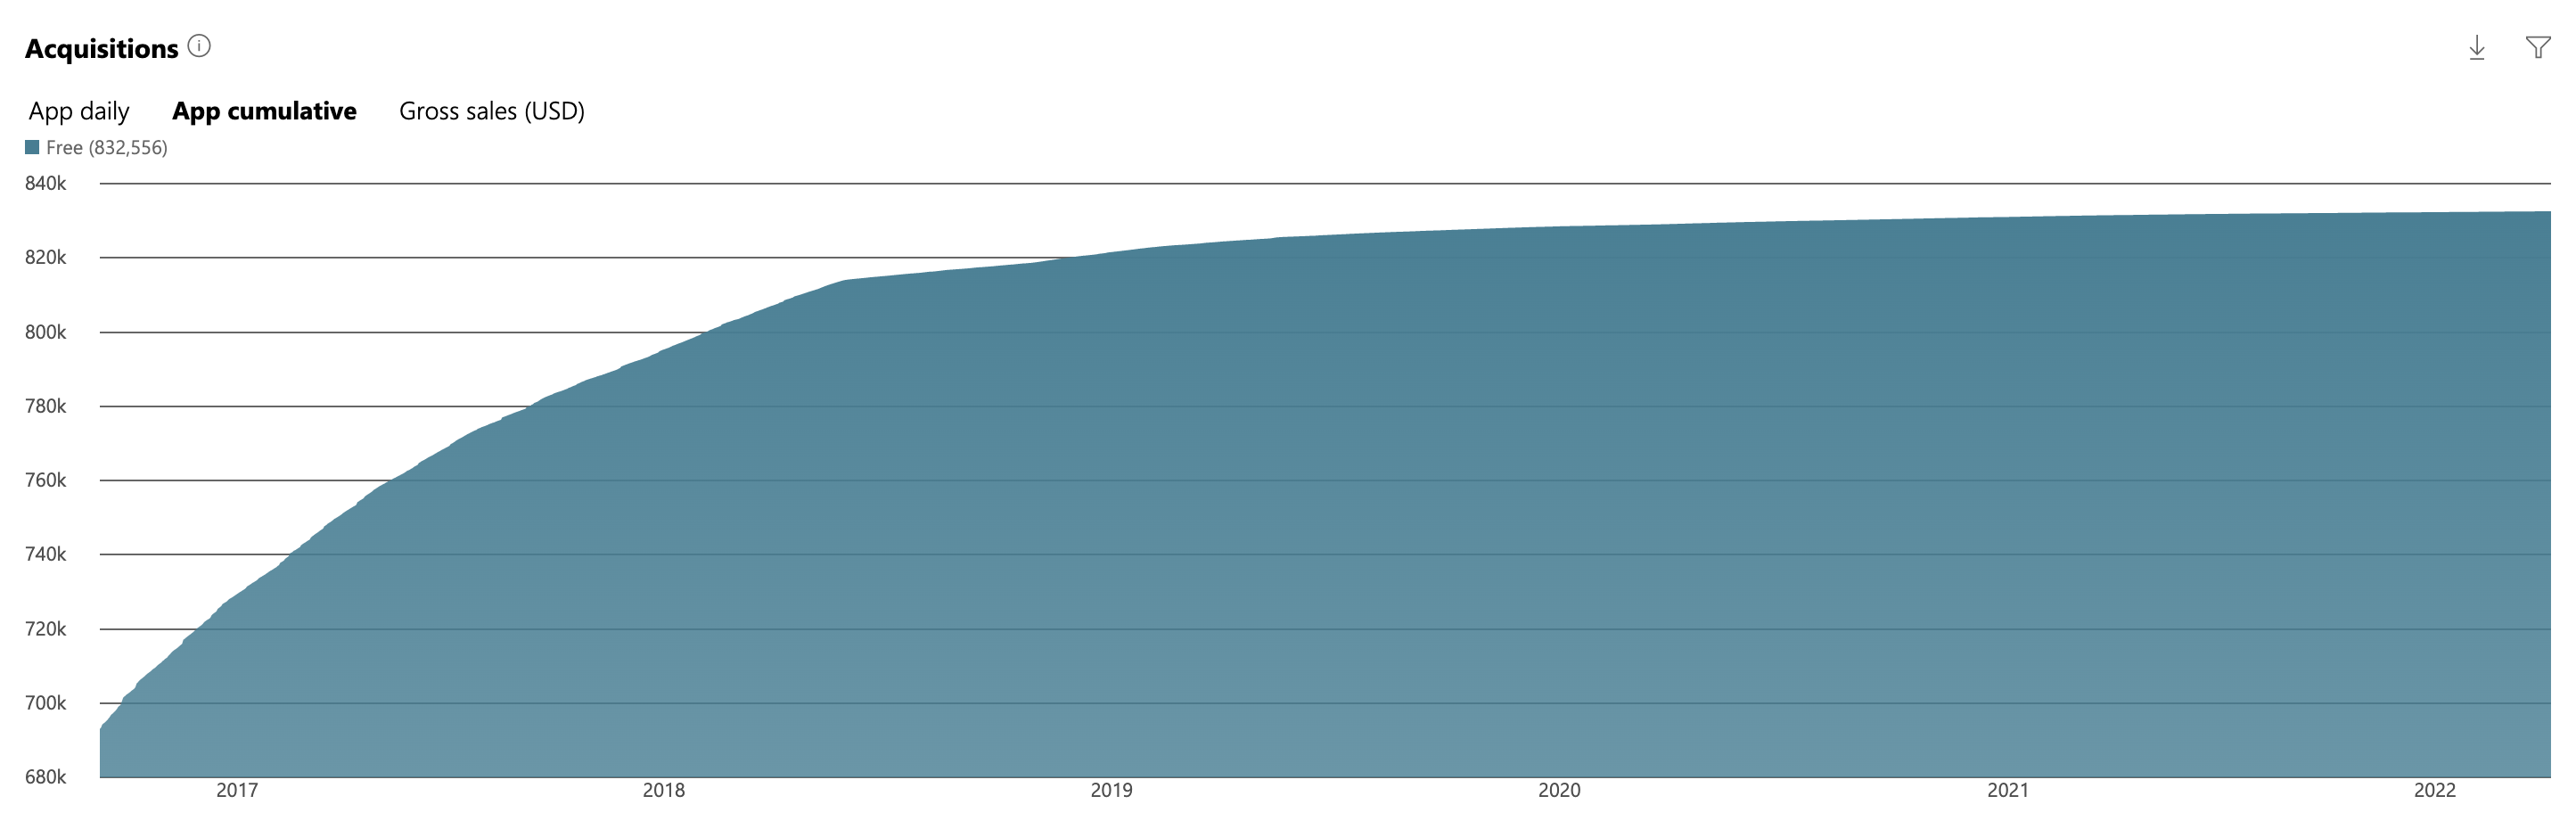 Acquisitions
App daily App cumulative Gross sales (USD)
Free (832,556)
840k
820k
800k
780k
760k
740k
720k
700k
680k
2017 2018 2019 2020 2021 2022